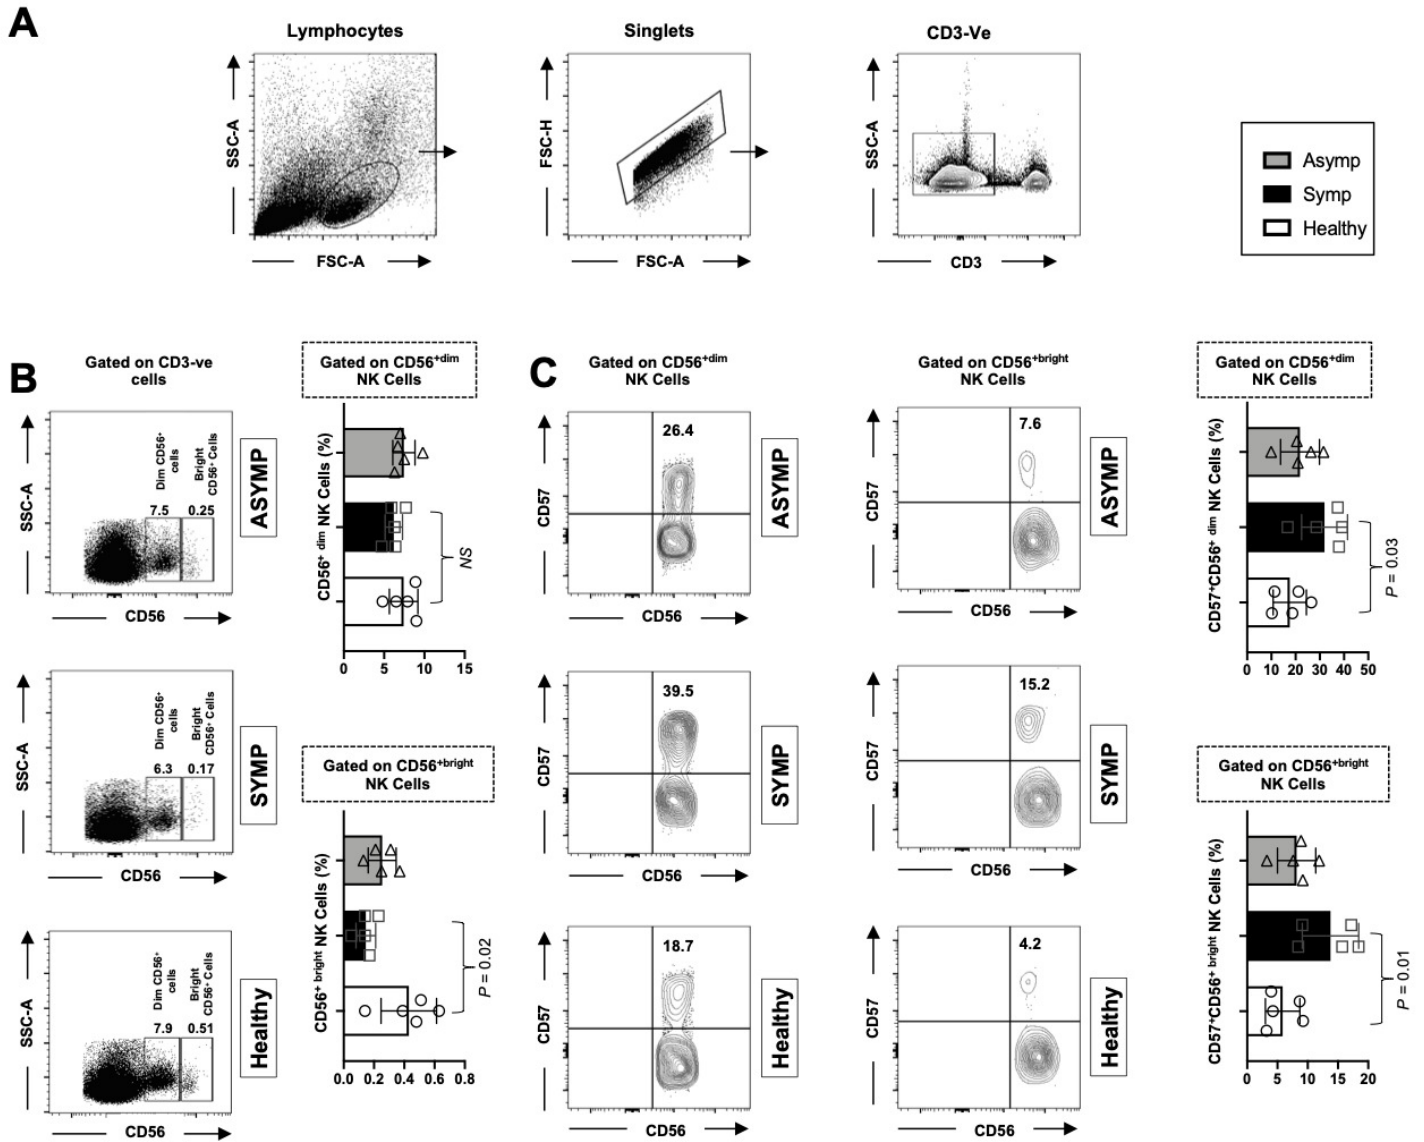 A
Lymphocytes
Singlets
CD3-Ve
SSC-A
FSC-A
FSC-H
FSC-A
SSC-A
CD3
Asymp
Symp
Healthy
B
Gated on CD3-ve
cells
SSC-A
Dim CD56+
cells
Bright
CD56+ Cells
7.5
0.25
CD56
ASYMP
SSC-A
Dim CD56+
cells
Bright
CD56+ Cells
6.3
0.17
CD56
SYMP
SSC-A
Dim CD56+
cells
Bright
CD56+ Cells
7.9
0.51
CD56
Healthy
Gated on CD56+dim
NK Cells
CD56+ dim NK Cells (%)
NS
0 5 10 15
Gated on CD56+bright
NK Cells
CD56+ bright NK Cells (%)
P = 0.02
0.0 0.2 0.4 0.6 0.8
C
Gated on CD56+dim
NK Cells
CD57
26.4
CD56
ASYMP
CD57
39.5
CD56
SYMP
CD57
18.7
CD56
Healthy
Gated on CD56+bright
NK Cells
CD57
7.6
CD56
ASYMP
CD57
15.2
CD56
SYMP
CD57
4.2
CD56
Healthy
Gated on CD56+dim
NK Cells
CD57+CD56+ dim NK Cells (%)
P = 0.03
0 10 20 30 40 50
Gated on CD56+bright
NK Cells
CD57+CD56+ bright NK Cells (%)
P = 0.01
0 5 10 15 20